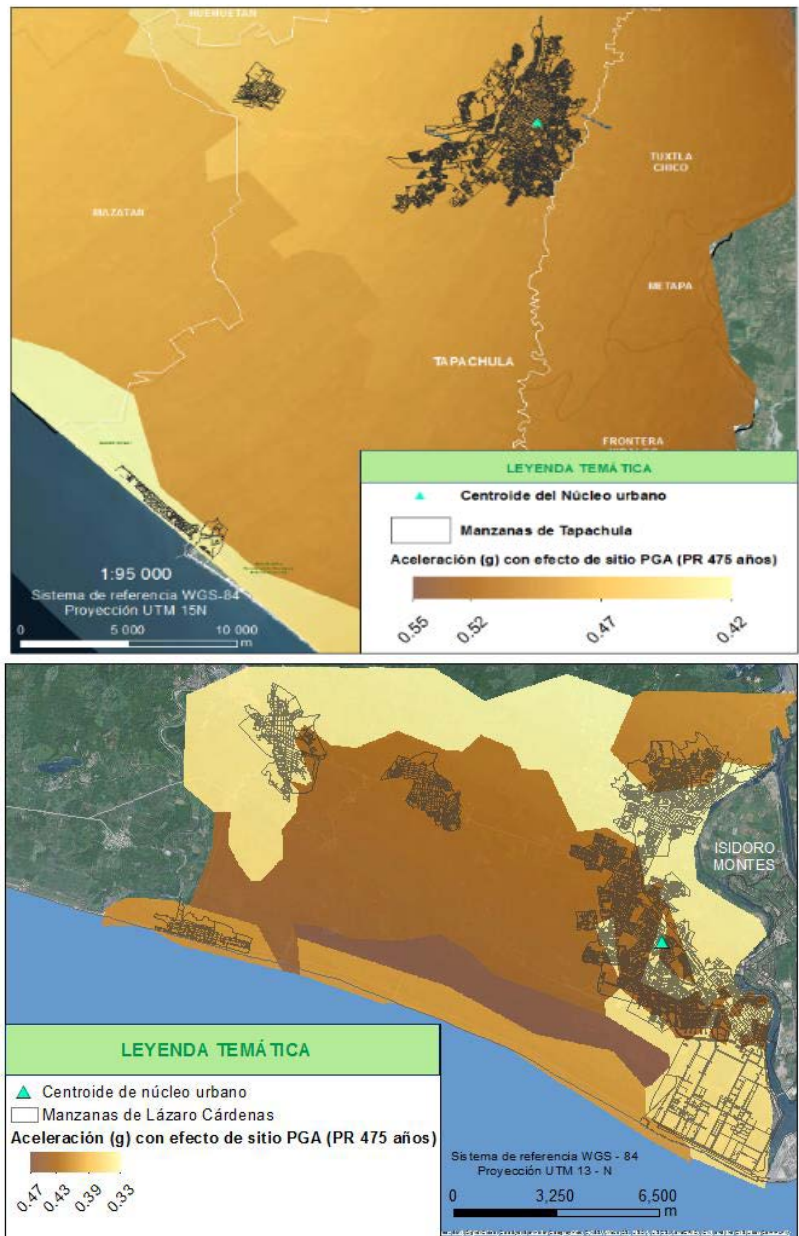 HUEHUETAN
TUXTLA
CHICO
MAZATAN
METAPA
TAPACHULA
FRONTERA
LEYENDA TEMÁTICA
Centroide del Núcleo urbano
Manzanas de Tapachula
Aceleración (g) con efecto de sitio PGA (PR 475 años)
0.55 0.52 0.47 0.42
1:95 000
Sistema de referencia WGS-84
Proyección UTM 15N
0 5 000 10 000
m
ISIDORO
MONTES
LEYENDA TEMÁTICA
Centroide de núcleo urbano
Manzanas de Lázaro Cárdenas
Aceleración (g) con efecto de sitio PGA (PR 475 años)
0.47 0.43 0.39 0.33
Sistema de referencia WGS - 84
Proyección UTM 13 - N
0 3,250 6,500
m